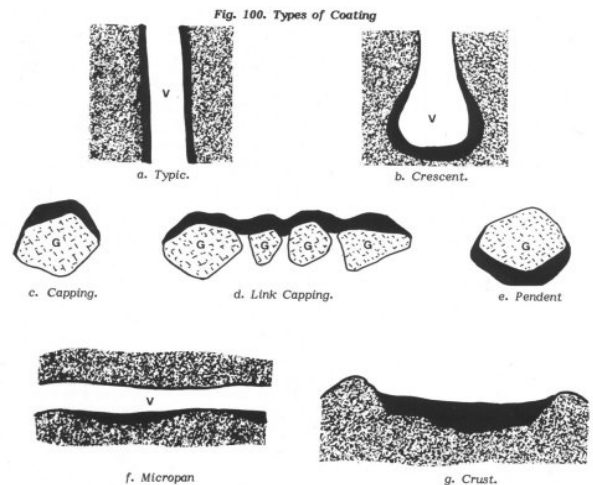 Fig. 100. Types of Coating
V
V
a. Typic.
b. Crescent.
G
G
G
G
G
G
c. Capping.
d. Link Capping.
e. Pendent
V
f. Micropan
g. Crust.